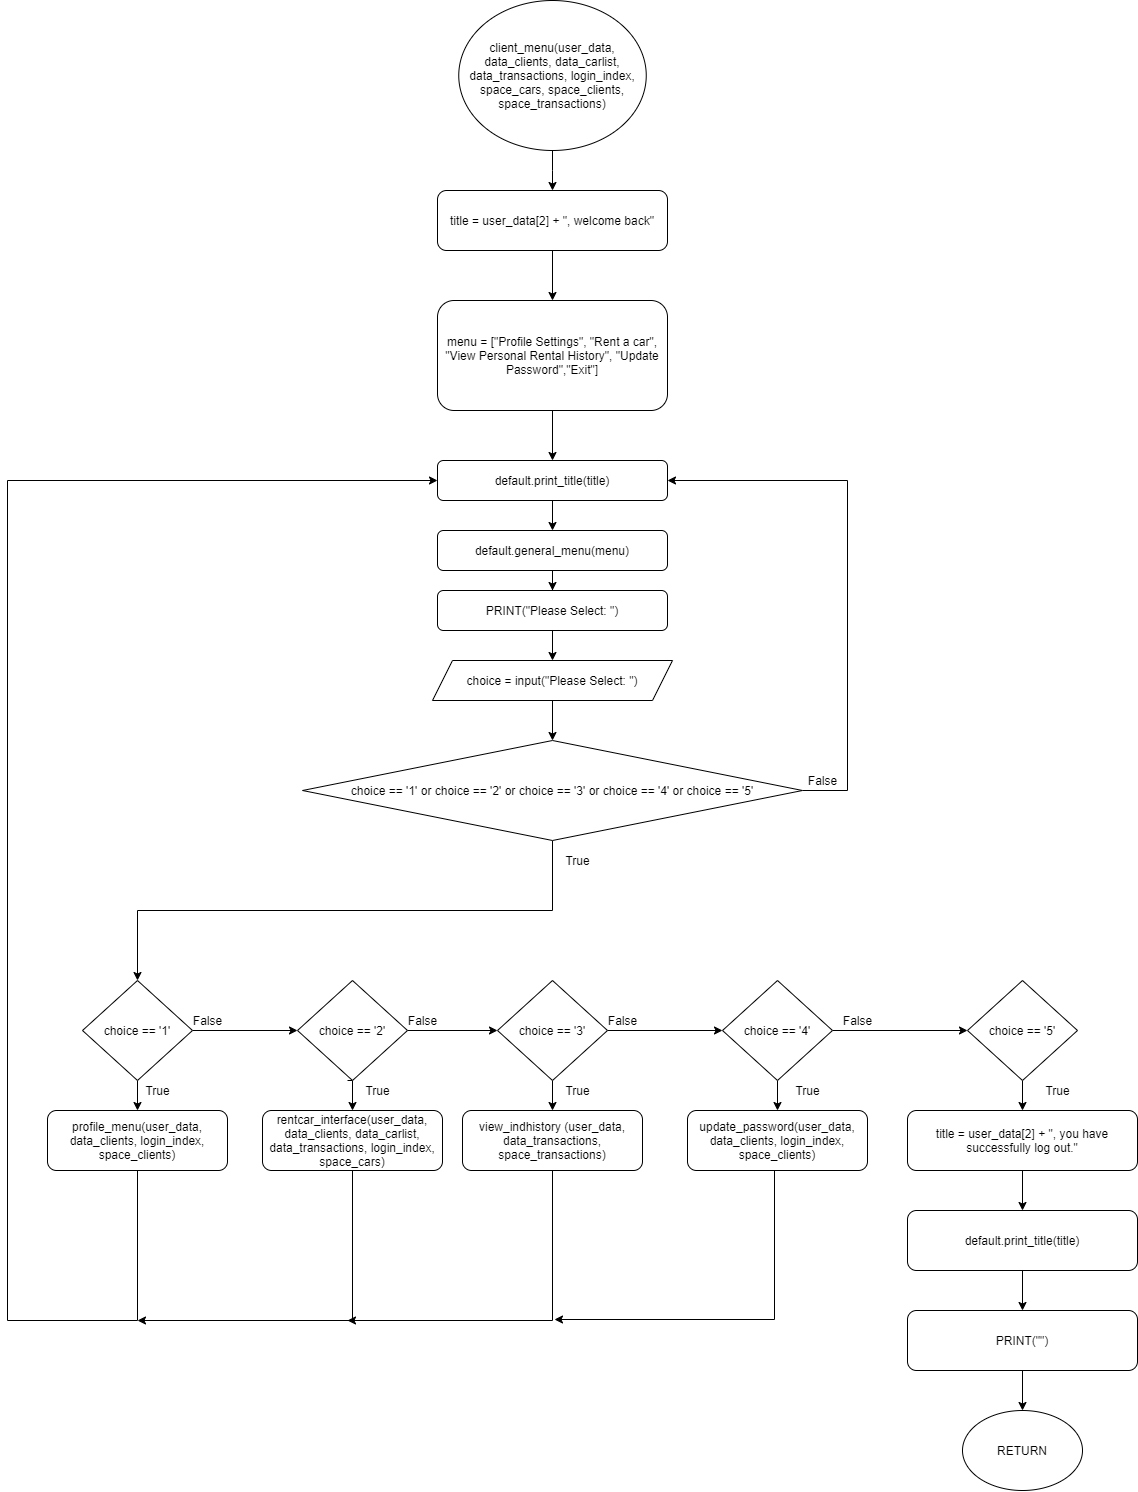 client_menu(user_data,
data_clients, data_carlist,
data_transactions, login_index,
space_cars, space_clients,
space_transactions)
title = user_data[2] + ", welcome back"
menu = ["Profile Settings", "Rent a car",
"View Personal Rental History", "Update
Password","Exit"]
default.print_title(title)
default.general_menu(menu)
PRINT("Please Select: ")
choice = input("Please Select: ")
False
choice == '1' or choice == '2' or choice == '3' or choice == '4' or choice == '5'
True
choice == '1'
False
choice == '2'
False
choice == '3'
False
choice == '4'
False
choice == '5'
True
True
True
True
True
profile_menu(user_data,
data_clients, login_index,
space_clients)
rentcar_interface(user_data,
data_clients, data_carlist,
data_transactions, login_index,
space_cars)
view_indhistory (user_data,
data_transactions,
space_transactions)
update_password(user_data,
data_clients, login_index,
space_clients)
title = user_data[2] + ", you have
successfully log out."
default.print_title(title)
PRINT("")
RETURN